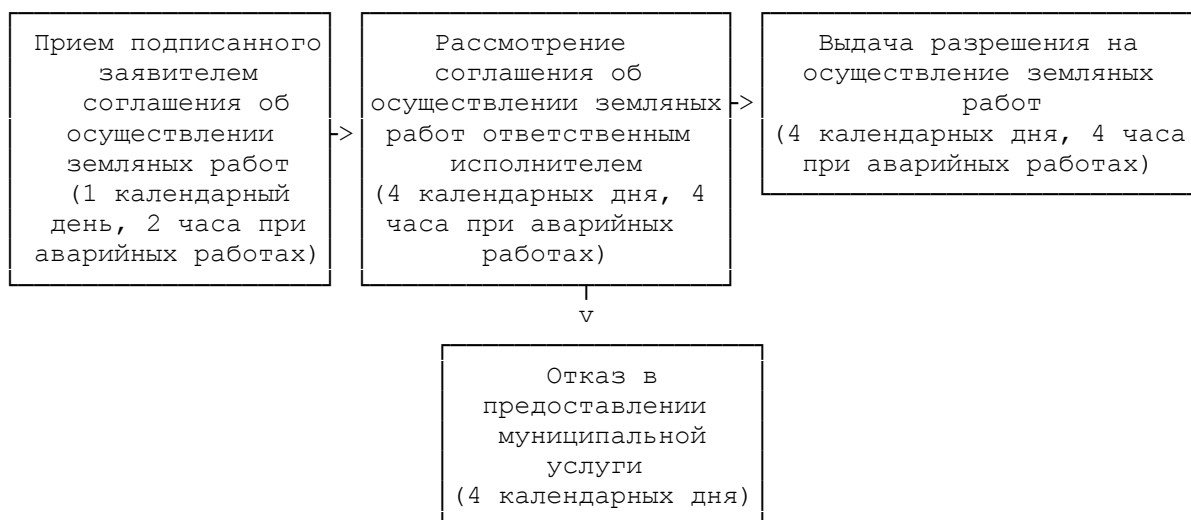 Прием подписанного
заявителем
соглашения об
осуществлении
земляных работ
(1 календарный
день, 2 часа при
аварийных работах)
->
Рассмотрение
соглашения об
осуществлении земляных
работ ответственным
исполнителем
(4 календарных дня, 4
часа при аварийных
работах)
->
Выдача разрешения на
осуществление земляных
работ
(4 календарных дня, 4 часа
при аварийных работах)
v
Отказ в
предоставлении
муниципальной
услуги
(4 календарных дня)